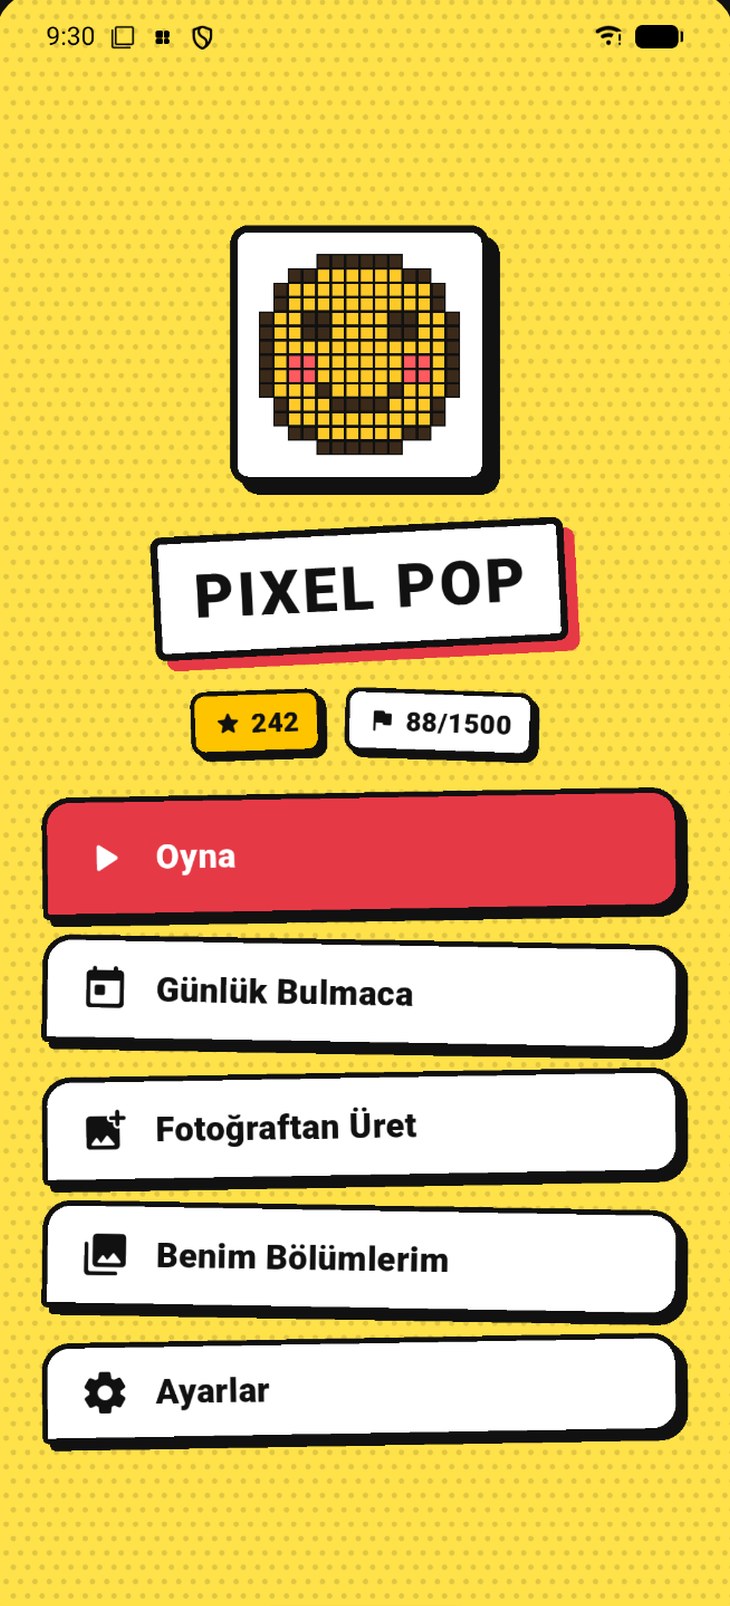 9:30
PIXEL POP
242
88/1500
Oyna
Günlük Bulmaca
Fotoğraftan Üret
Benim Bölümlerim
Ayarlar